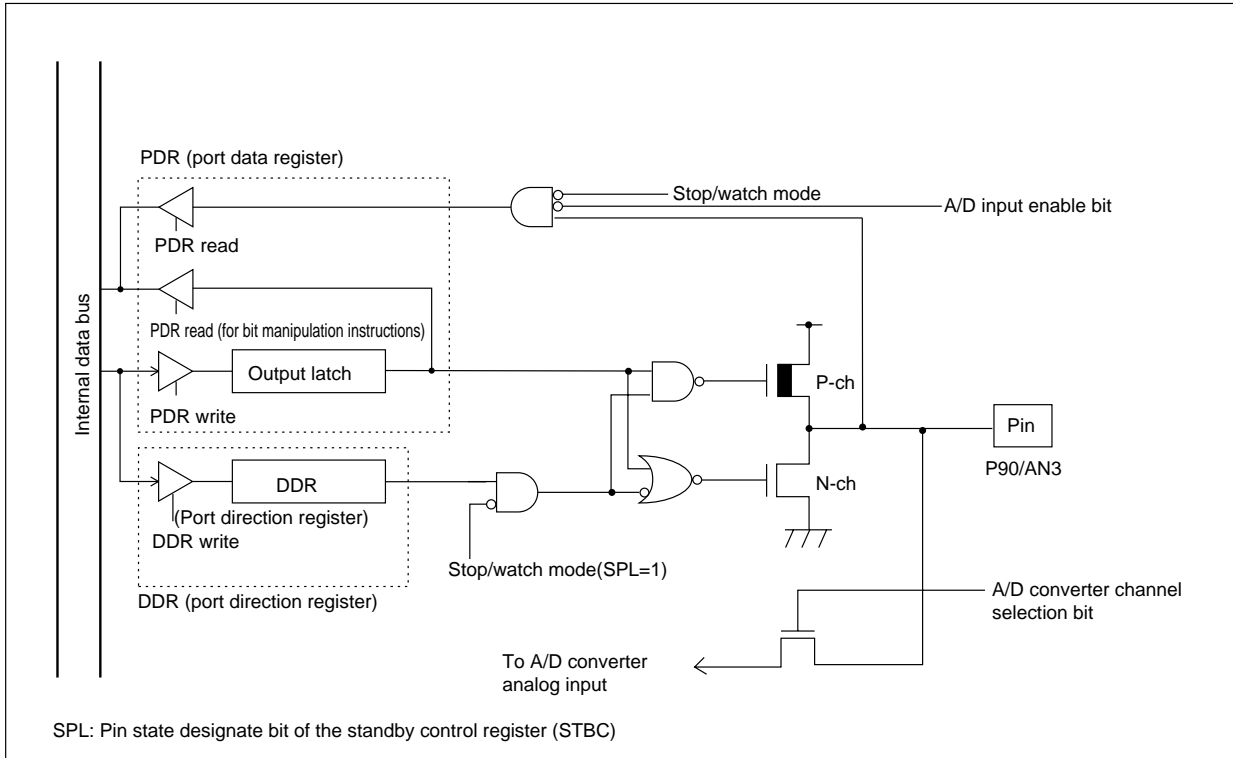 PDR (port data register)
Stop/watch mode
A/D input enable bit
PDR read
Internal data bus
PDR read (for bit manipulation instructions)
Output latch
P-ch
PDR write
Pin
P90/AN3
DDR
N-ch
(Port direction register)
DDR write
Stop/watch mode(SPL=1)
DDR (port direction register)
A/D converter channel
selection bit
To A/D converter
analog input
SPL: Pin state designate bit of the standby control register (STBC)